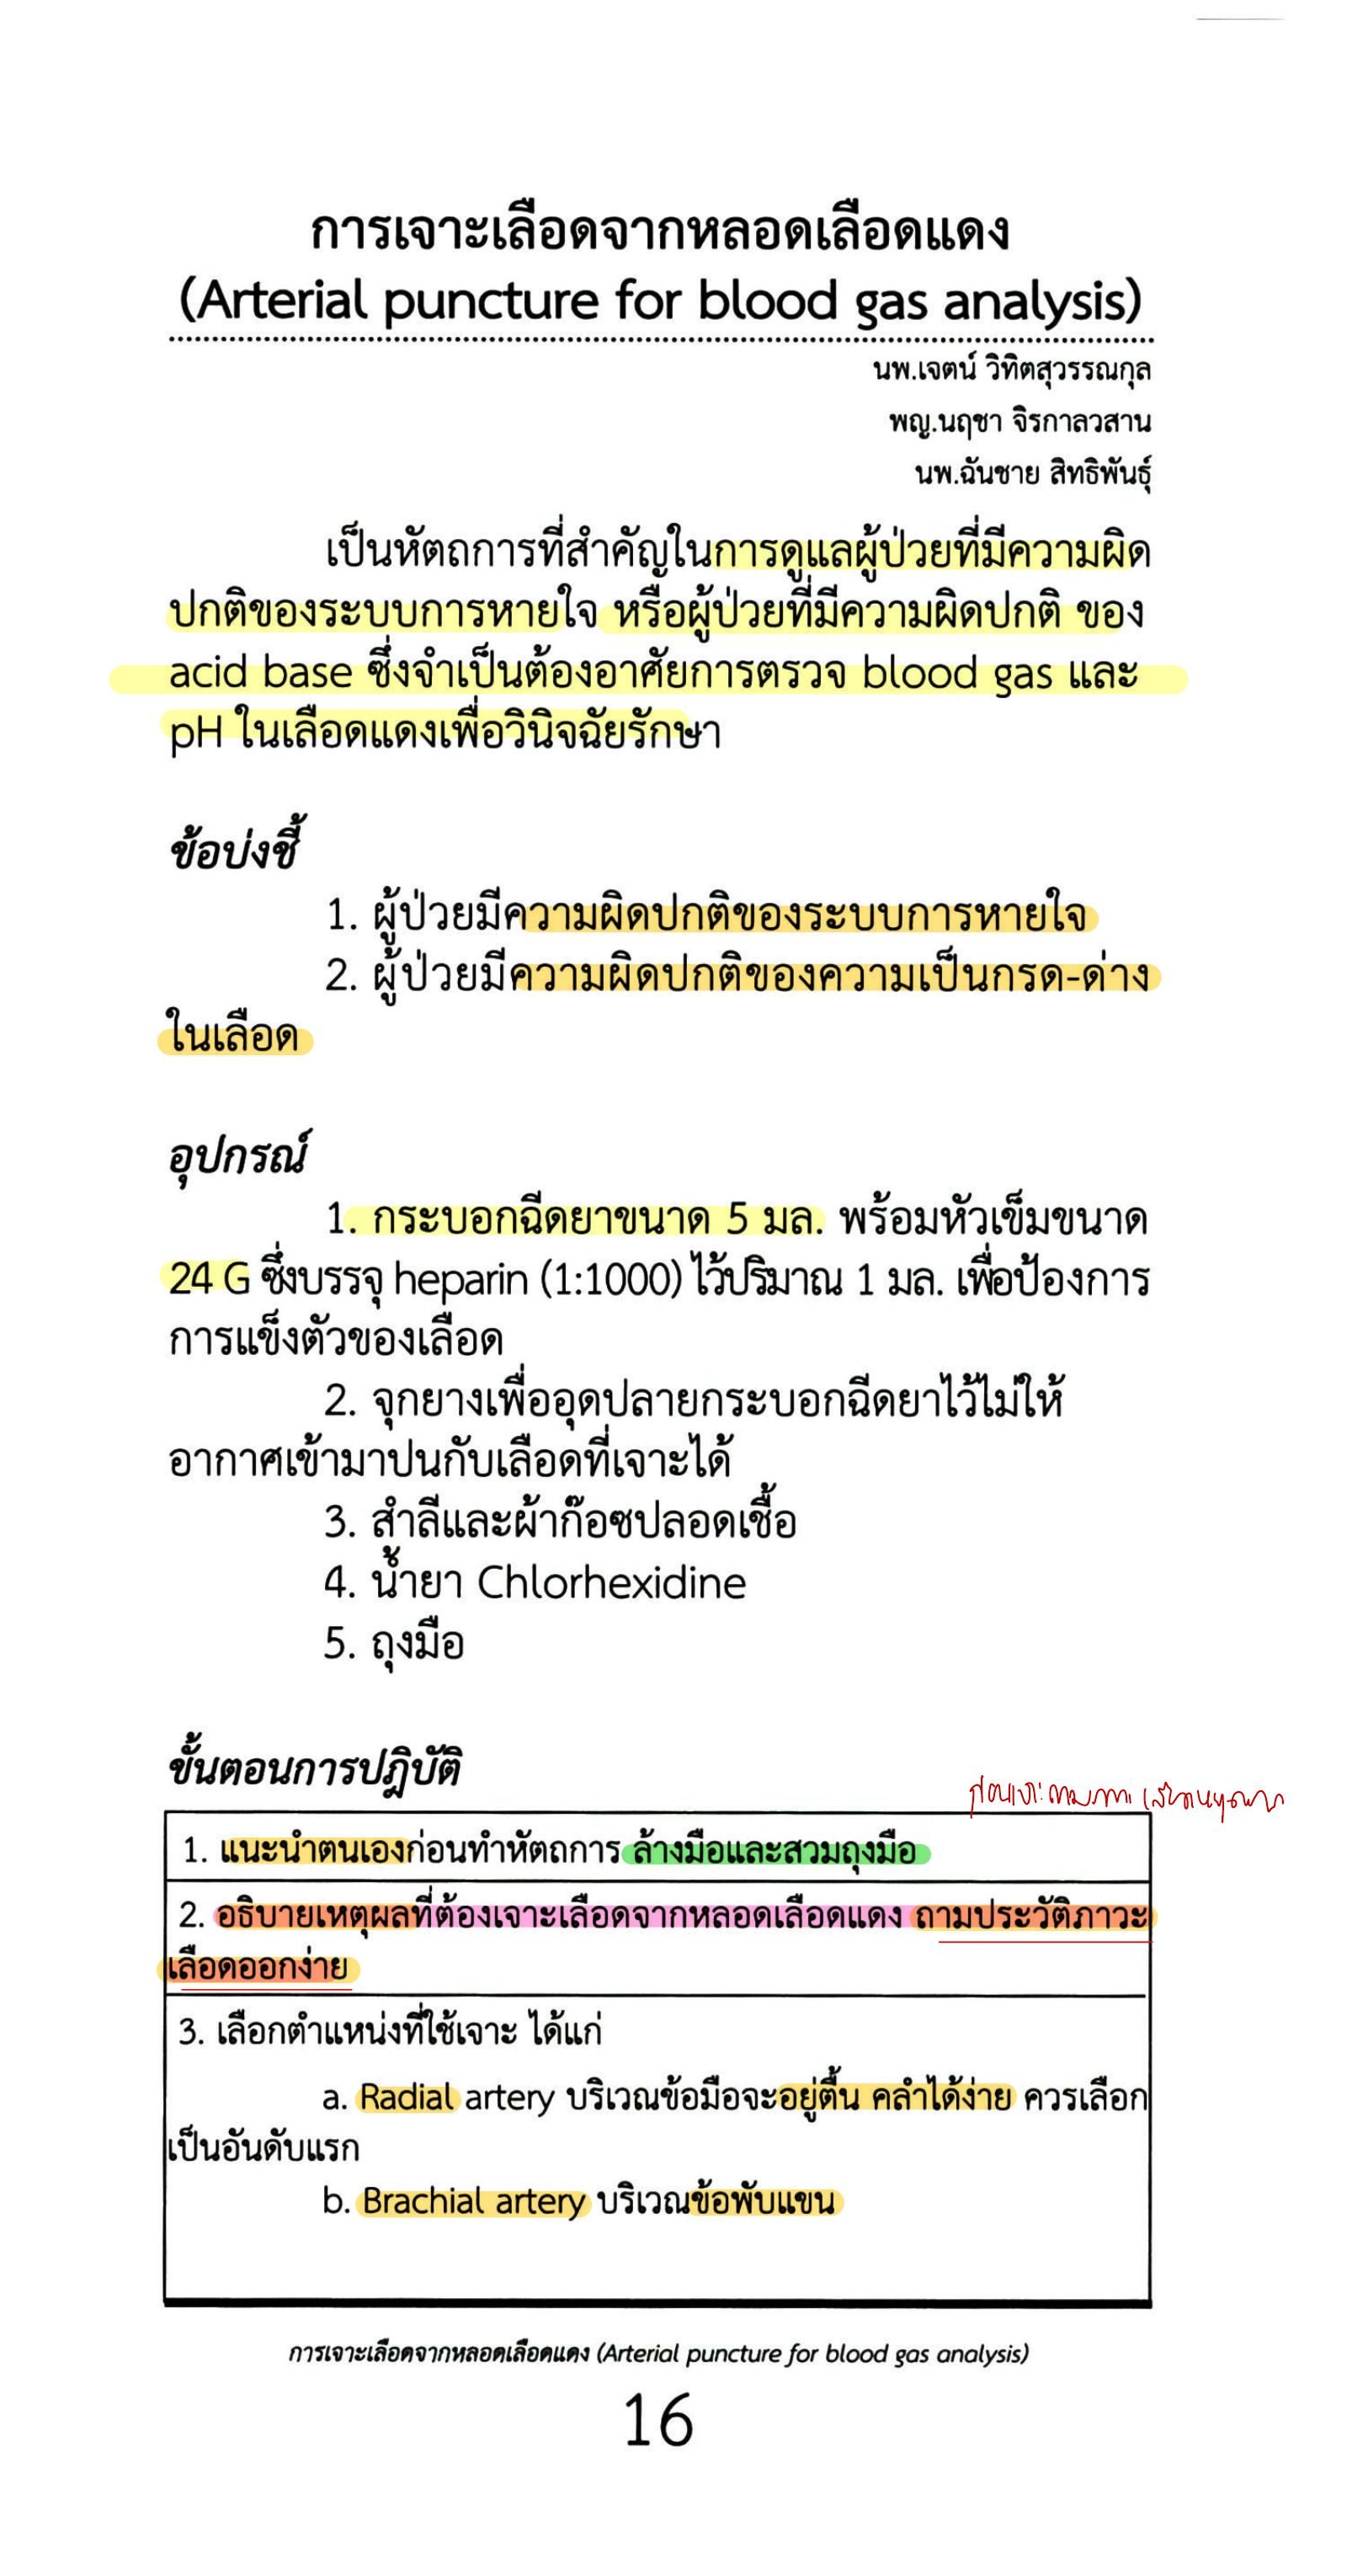 การเจาะเลือดจากหลอดเลือดแดง
(Arterial puncture for blood gas analysis)
นพ.เจตน์ วิทิตสุวรรณกุล
พญ.นฤชา จิรกาลวสาน
นพ.ฉันชาย สิทธิพันธุ์
เป็นหัตถการที่สำคัญในการดูแลผู้ป่วยที่มีความผิด
ปกติของระบบการหายใจ หรือผู้ป่วยที่มีความผิดปกติ ของ
acid base ซึ่งจำเป็นต้องอาศัยการตรวจ blood gas และ
pH ในเลือดแดงเพื่อวินิจฉัยรักษา
ข้อบ่งชี้
1. ผู้ป่วยมีความผิดปกติของระบบการหายใจ
2. ผู้ป่วยมีความผิดปกติของความเป็นกรด-ด่าง
ในเลือด
อุปกรณ์
1. กระบอกฉีดยาขนาด 5 มล. พร้อมหัวเข็มขนาด
24 G ซึ่งบรรจุ heparin (1:1000) ไว้ปริมาณ 1 มล. เพื่อป้องการ
การแข็งตัวของเลือด
2. จุกยางเพื่ออุดปลายกระบอกฉีดยาไว้ไม่ให้
อากาศเข้ามาปนกับเลือดที่เจาะได้
3. สำลีและผ้าก๊อซปลอดเชื้อ
4. น้ำยา Chlorhexidine
5. ถุงมือ
ขั้นตอนการปฎิบัติ
1. แนะนำตนเองก่อนทำหัตถการ ล้างมือและสวมถุงมือ
2. อธิบายเหตุผลที่ต้องเจาะเลือดจากหลอดเลือดแดง ถามประวัติภาวะ
เลือดออกง่าย
3. เลือกตำแหน่งที่ใช้เจาะ ได้แก่
a. Radial artery บริเวณข้อมือจะอยู่ตื้น คลำได้ง่าย ควรเลือก
เป็นอันดับแรก
b. Brachial artery บริเวณข้อพับแขน
การเจาะเลือดจากหลอดเลือดแดง (Arterial puncture for blood gas analysis)
16